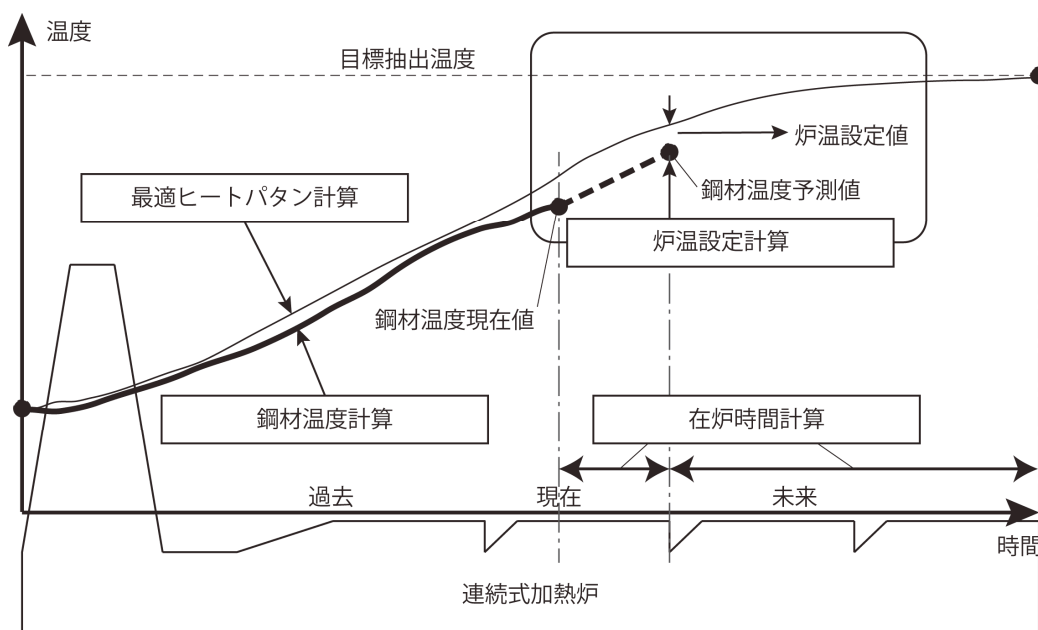 温度
目標抽出温度
炉温設定値
最適ヒートパタン計算
鋼材温度予測値
炉温設定計算
鋼材温度現在値
鋼材温度計算
在炉時間計算
過去
現在
未来
時間
連続式加熱炉